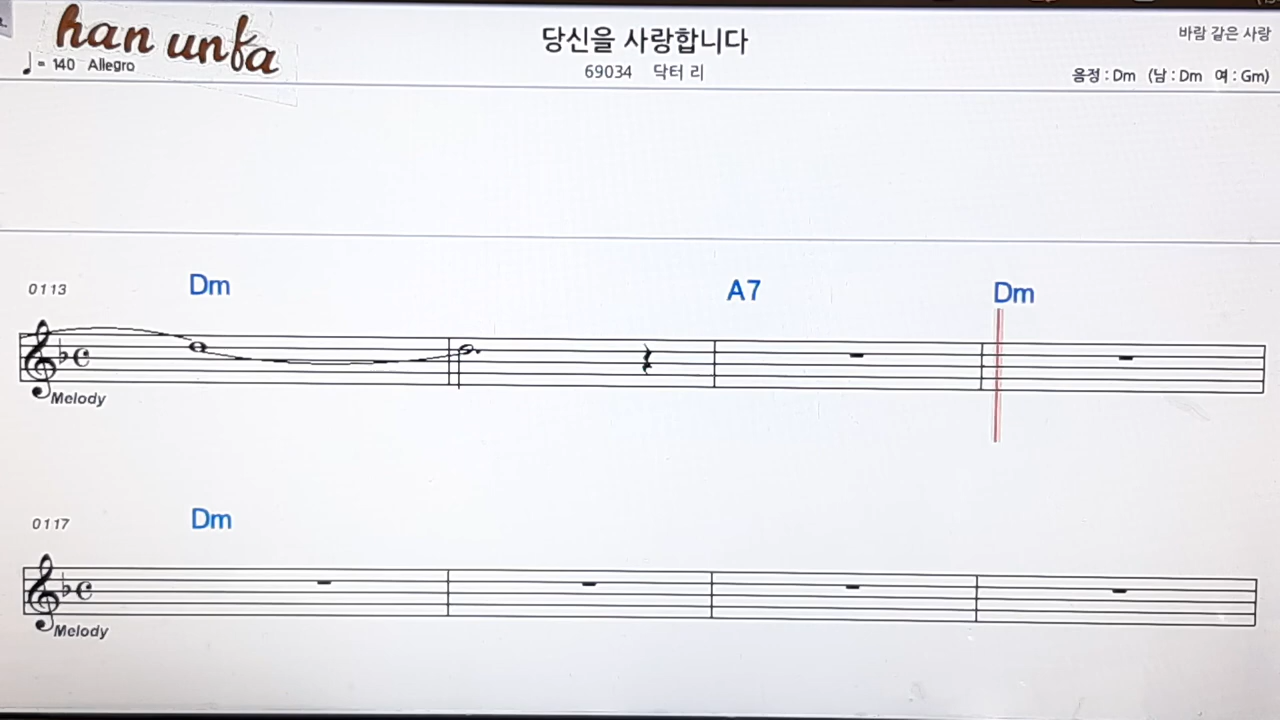 han unfa
♩= 140 Allegro
당신을 사랑합니다
69034 닥터 리
바람 같은 사랑
음정 : Dm (남 : Dm 여 : Gm)
0113
Dm
A7
Dm
Melody
0117
Dm
Melody